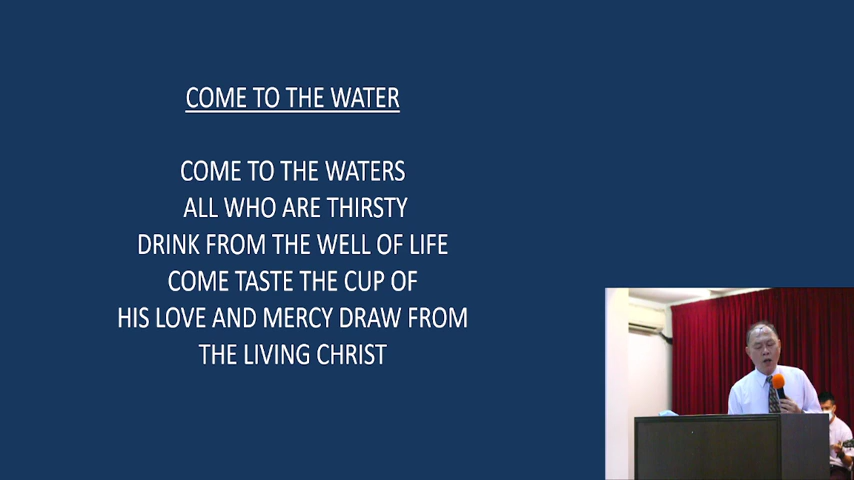 COME TO THE WATER
COME TO THE WATERS
ALL WHO ARE THIRSTY
DRINK FROM THE WELL OF LIFE
COME TASTE THE CUP OF
HIS LOVE AND MERCY DRAW FROM
THE LIVING CHRIST